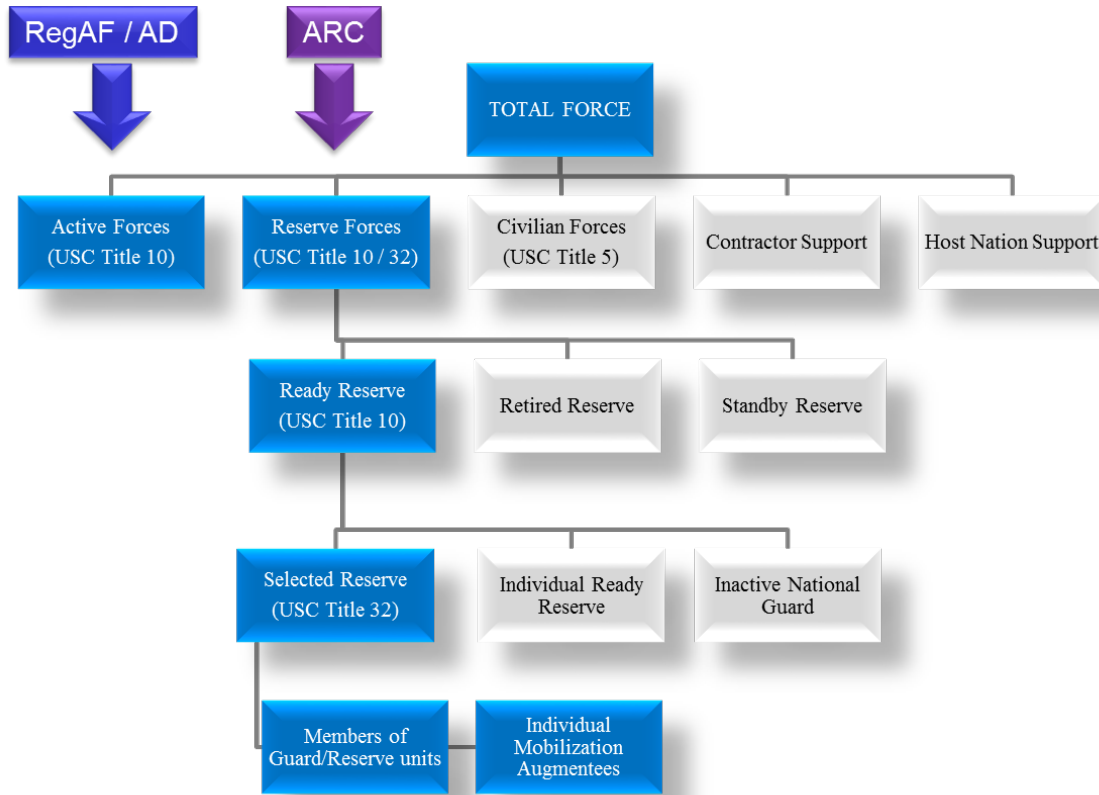 RegAF / AD
ARC
TOTAL FORCE
Active Forces
(USC Title 10)
Reserve Forces
(USC Title 10 / 32)
Civilian Forces
(USC Title 5)
Contractor Support
Host Nation Support
Ready Reserve
(USC Title 10)
Retired Reserve
Standby Reserve
Selected Reserve
(USC Title 32)
Individual Ready
Reserve
Inactive National
Guard
Members of
Guard/Reserve units
Individual
Mobilization
Augmentees